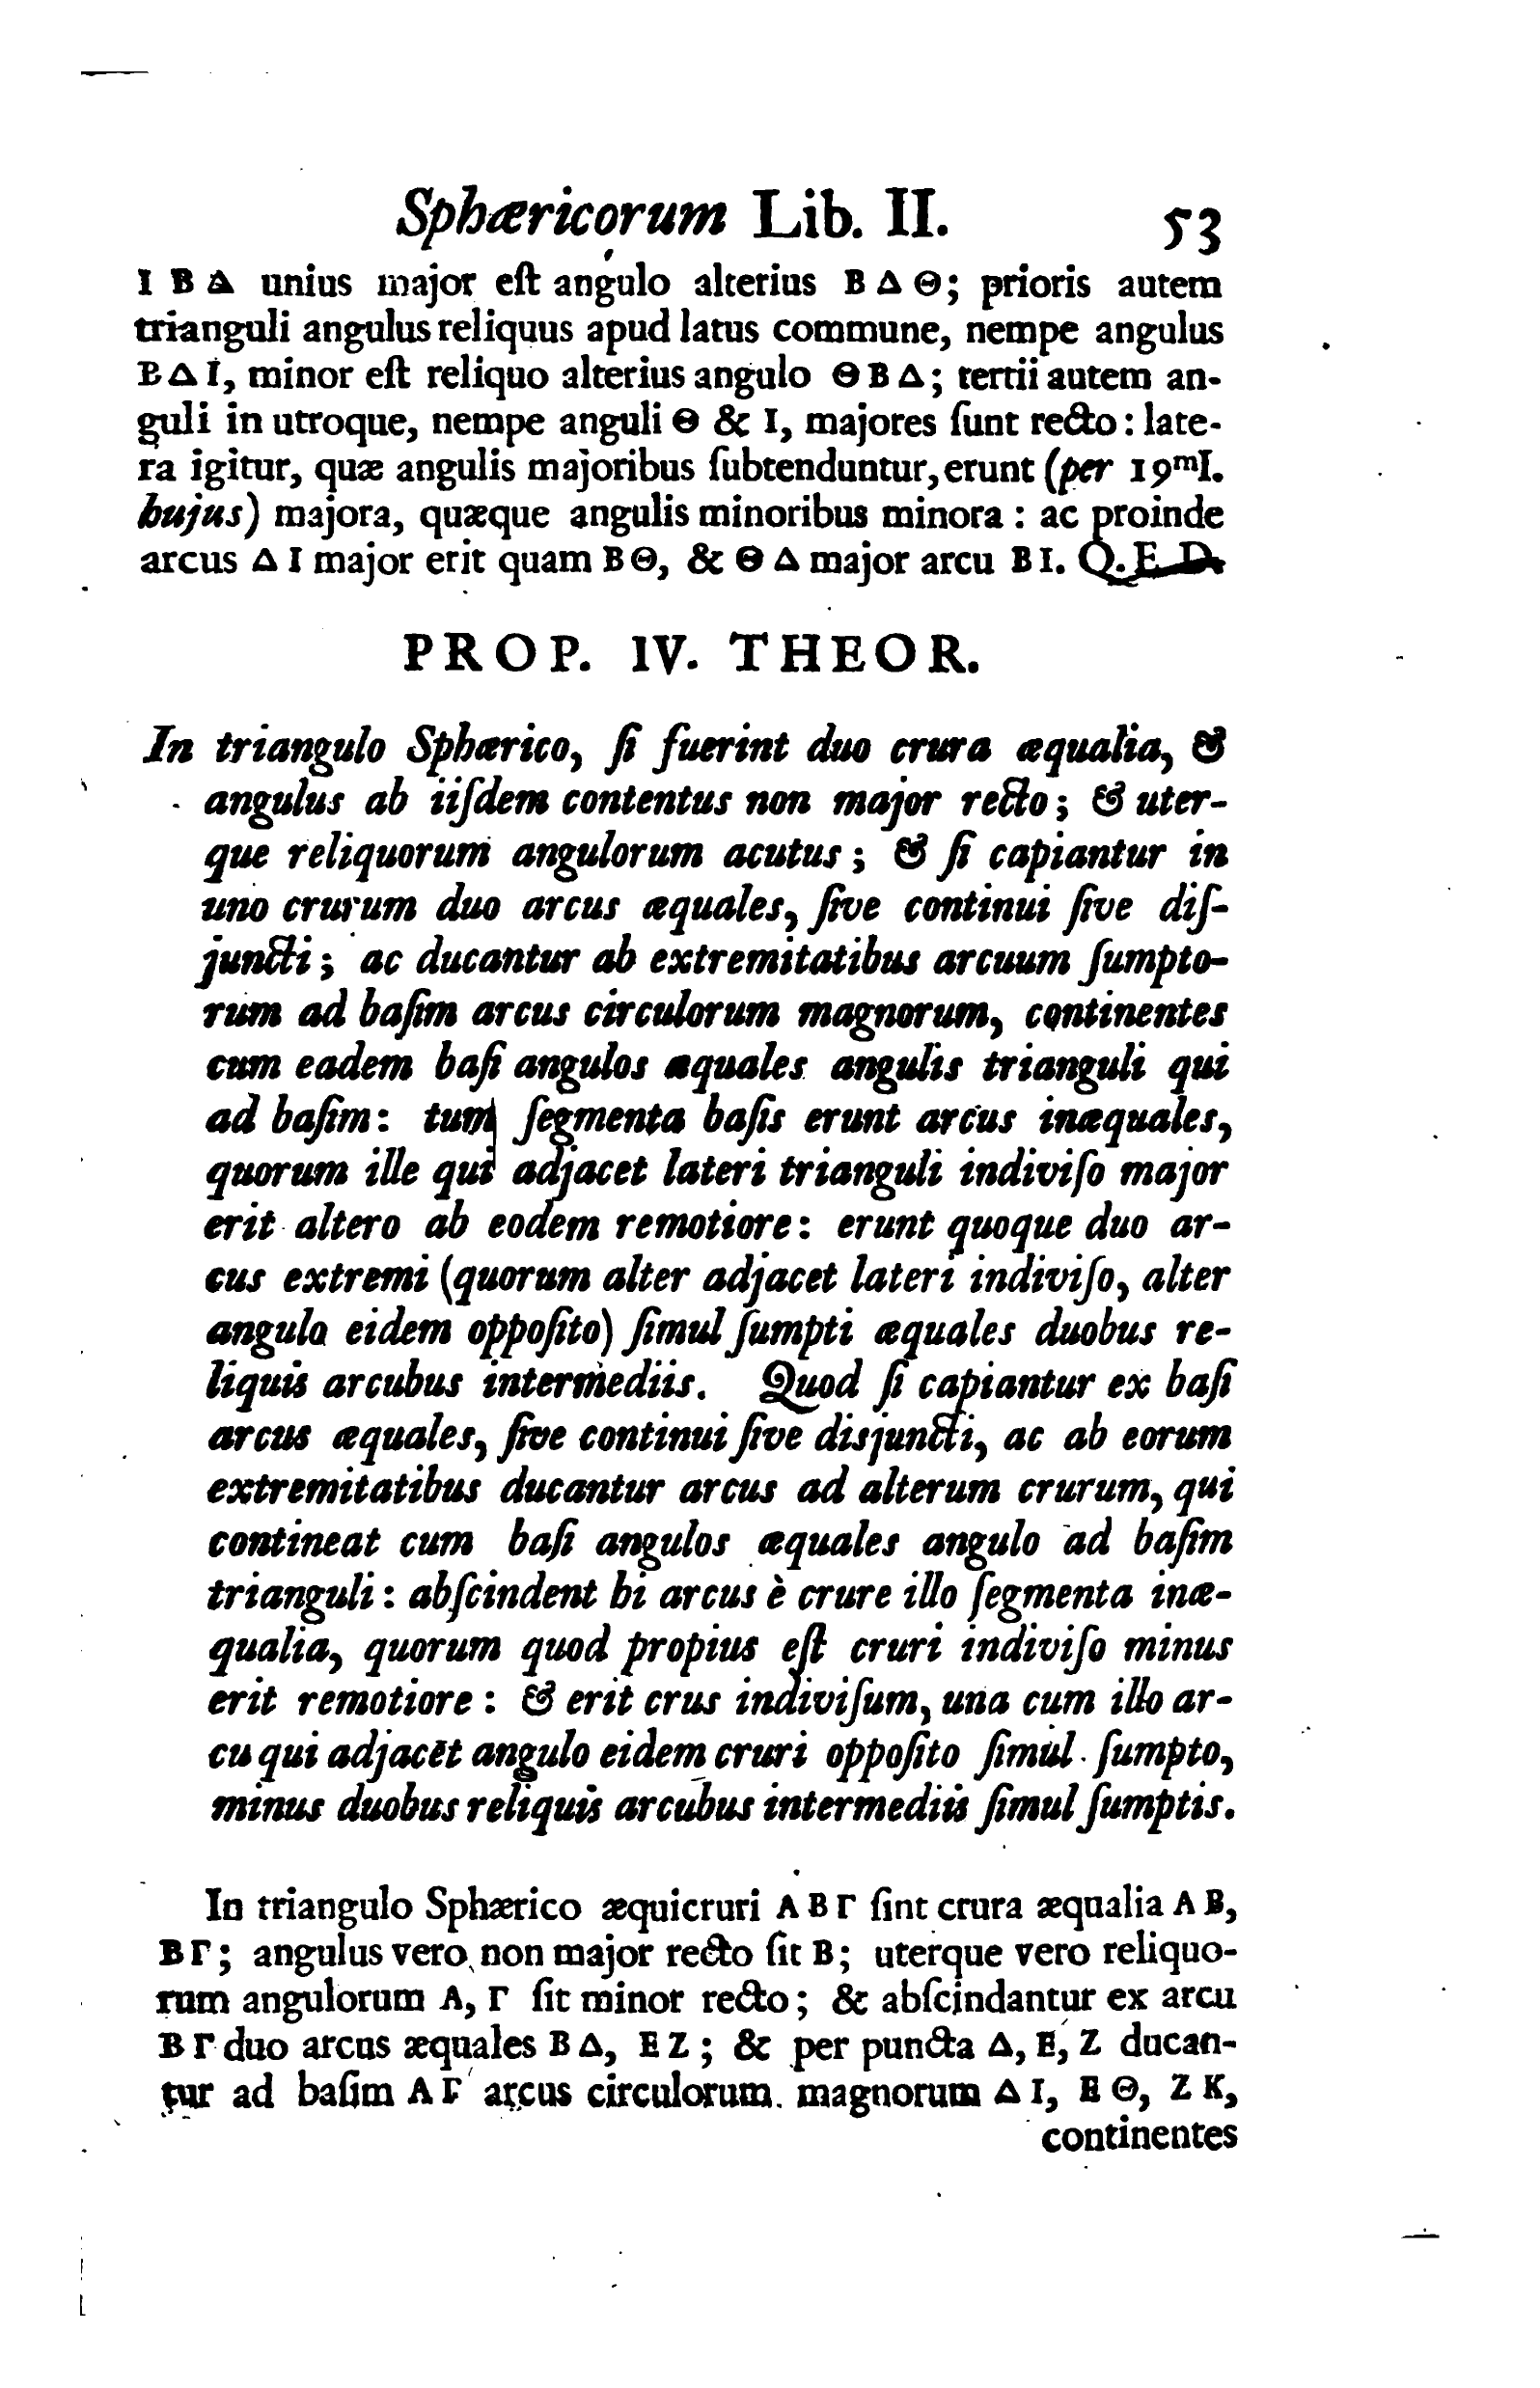 Sphæricorum Lib. II. 53
I B Δ unius major eſt angulo alterius B Δ Θ; prioris autem
trianguli angulus reliquus apud latus commune, nempe angulus
B Δ I, minor eſt reliquo alterius angulo Θ B Δ; tertii autem an-
guli in utroque, nempe anguli Θ & I, majores ſunt recto: late-
ra igitur, quæ angulis majoribus ſubtenduntur, erunt (per 19ᵐI.
hujus) majora, quæque angulis minoribus minora: ac proinde
arcus Δ I major erit quam B Θ, & Θ Δ major arcu B I. Q.E.D.
PROP. IV. THEOR.
In triangulo Sphærico, ſi fuerint duo crura æqualia, &
angulus ab iiſdem contentus non major recto; & uter-
que reliquorum angulorum acutus; & ſi capiantur in
uno crurum duo arcus æquales, ſive continui ſive diſ-
juncti; ac ducantur ab extremitatibus arcuum ſumpto-
rum ad baſim arcus circulorum magnorum, continentes
cum eadem baſi angulos æquales angulis trianguli qui
ad baſim: tum ſegmenta baſis erunt arcus inæquales,
quorum ille qui adjacet lateri trianguli indiviſo major
erit altero ab eodem remotiore: erunt quoque duo ar-
cus extremi (quorum alter adjacet lateri indiviſo, alter
angulo eidem oppoſito) ſimul ſumpti æquales duobus re-
liquis arcubus intermediis. Quod ſi capiantur ex baſi
arcus æquales, ſive continui ſive disjuncti, ac ab eorum
extremitatibus ducantur arcus ad alterum crurum, qui
contineat cum baſi angulos æquales angulo ad baſim
trianguli: abſcindent hi arcus è crure illo ſegmenta inæ-
qualia, quorum quod propius eſt cruri indiviſo minus
erit remotiore: & erit crus indiviſum, una cum illo ar-
cu qui adjacet angulo eidem cruri oppoſito ſimul ſumpto,
minus duobus reliquis arcubus intermediis ſimul ſumptis.
In triangulo Sphærico æquicruri A B Γ ſint crura æqualia A B,
B Γ; angulus vero non major recto ſit B; uterque vero reliquo-
rum angulorum A, Γ ſit minor recto; & abſcindantur ex arcu
B Γ duo arcus æquales B Δ, E Z; & per puncta Δ, E, Z ducan-
tur ad baſim A Γ arcus circulorum magnorum Δ I, E Θ, Z K,
continentes